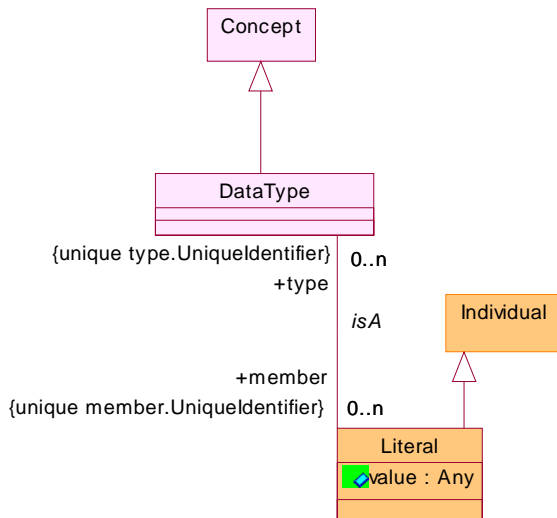 Concept
DataType
{unique type.UniqueIdentifier}
0..n
+type
isA
Individual
+member
{unique member.UniqueIdentifier}
0..n
Literal
value : Any